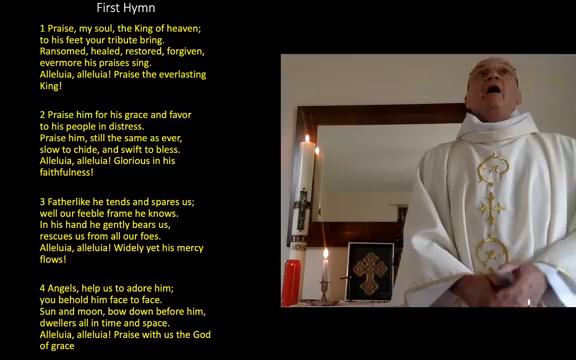 First Hymn
1 Praise, my soul, the King of heaven;
to his feet your tribute bring.
Ransomed, healed, restored, forgiven,
evermore his praises sing.
Alleluia, alleluia! Praise the everlasting
King!
2 Praise him for his grace and favor
to his people in distress.
Praise him, still the same as ever,
slow to chide, and swift to bless.
Alleluia, alleluia! Glorious in his
faithfulness!
3 Fatherlike he tends and spares us;
well our feeble frame he knows.
In his hand he gently bears us,
rescues us from all our foes.
Alleluia, alleluia! Widely yet his mercy
flows!
4 Angels, help us to adore him;
you behold him face to face.
Sun and moon, bow down before him,
dwellers all in time and space.
Alleluia, alleluia! Praise with us the God
of grace